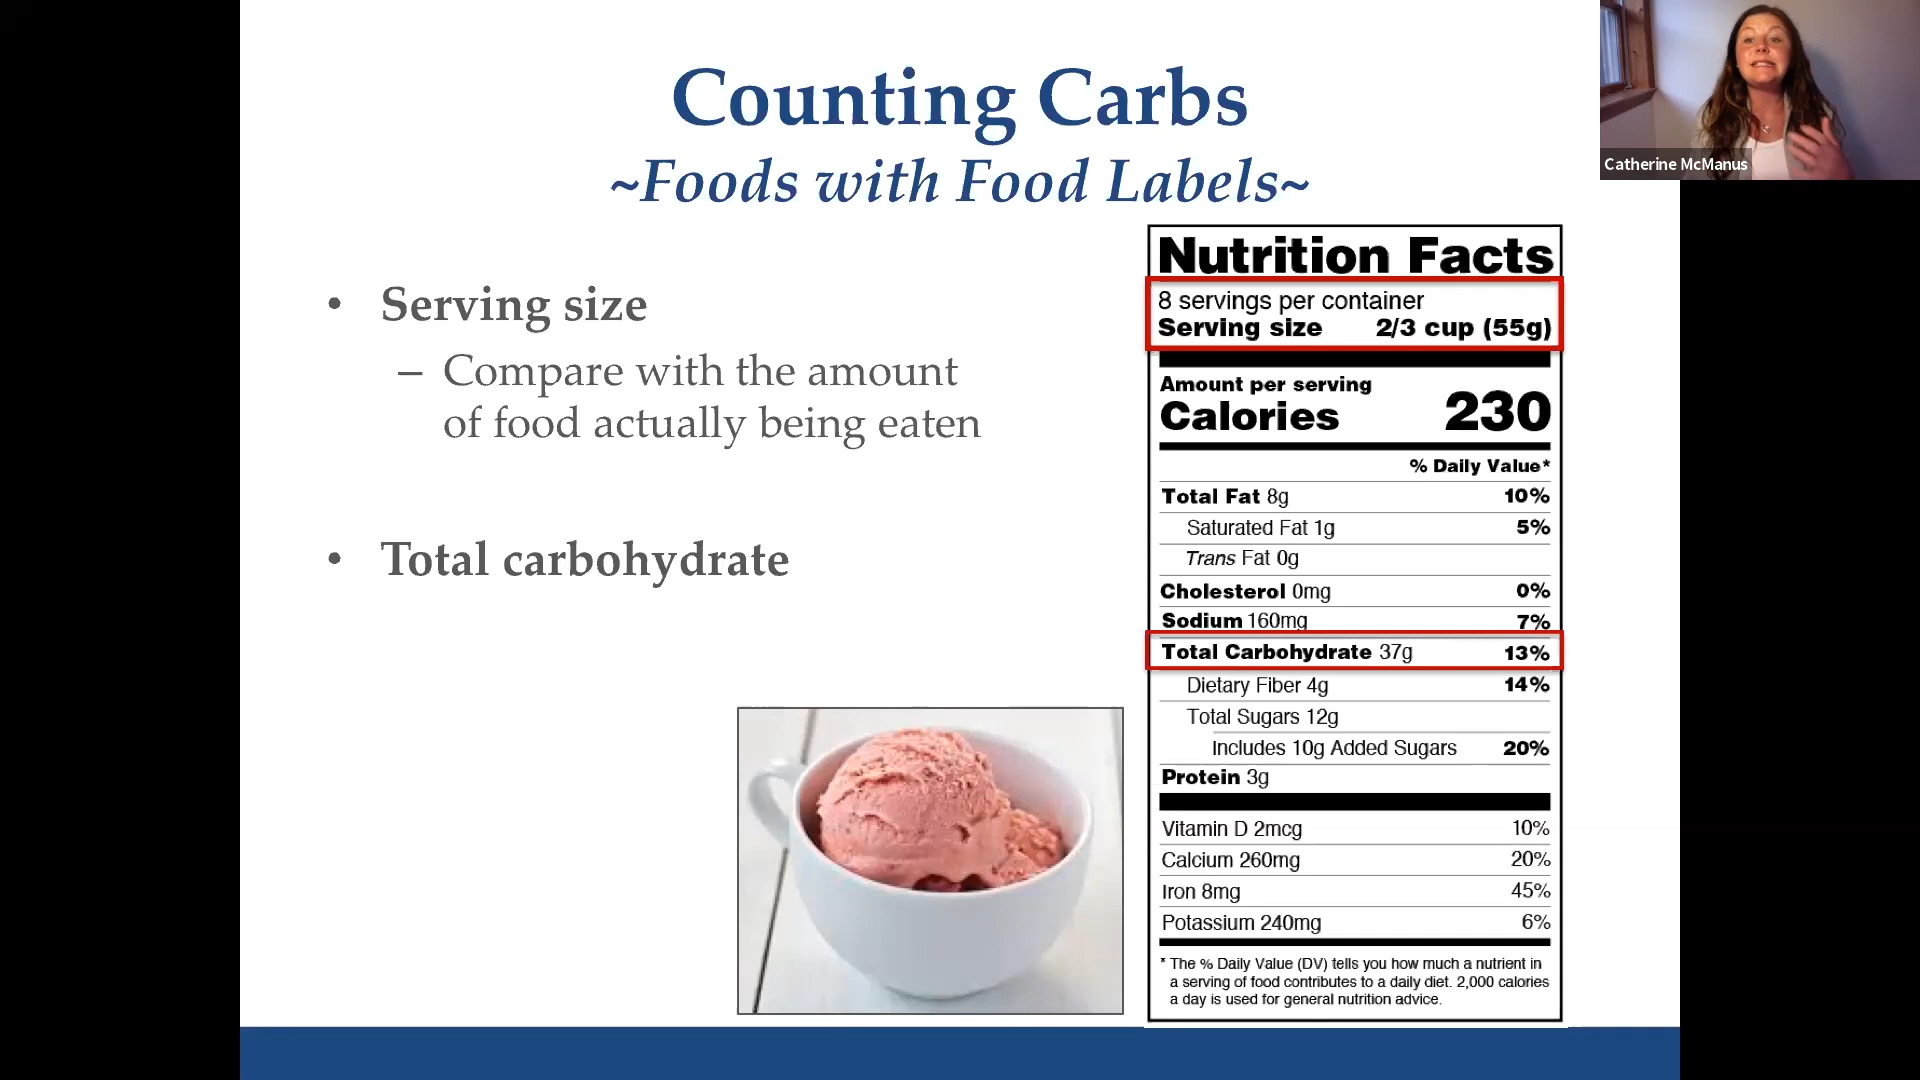 Counting Carbs
~Foods with Food Labels~
Catherine McManus
• Serving size
– Compare with the amount
of food actually being eaten
• Total carbohydrate
Nutrition Facts
8 servings per container
Serving size 2/3 cup (55g)
Amount per serving
Calories 230
% Daily Value*
Total Fat 8g 10%
Saturated Fat 1g 5%
Trans Fat 0g
Cholesterol 0mg 0%
Sodium 160mg 7%
Total Carbohydrate 37g 13%
Dietary Fiber 4g 14%
Total Sugars 12g
Includes 10g Added Sugars 20%
Protein 3g
Vitamin D 2mcg 10%
Calcium 260mg 20%
Iron 8mg 45%
Potassium 240mg 6%
* The % Daily Value (DV) tells you how much a nutrient in
a serving of food contributes to a daily diet. 2,000 calories
a day is used for general nutrition advice.